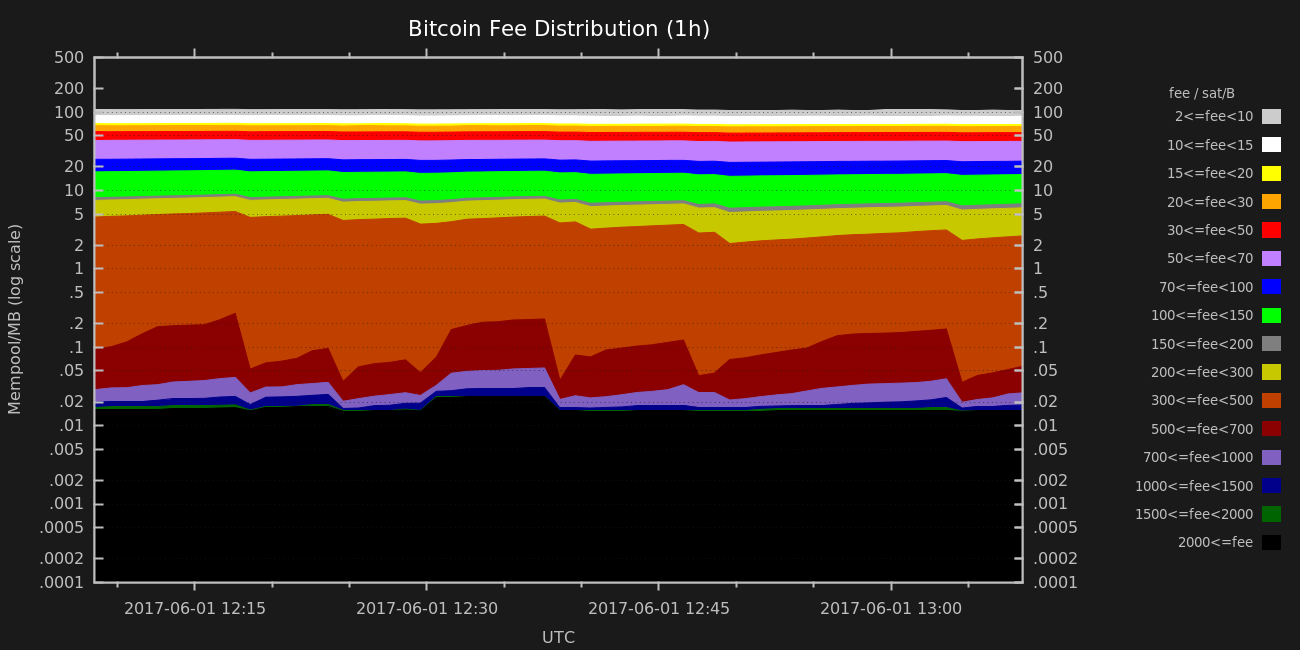 Bitcoin Fee Distribution (1h)
Mempool/MB (log scale)
500
200
100
50
20
10
5
2
1
.5
.2
.1
.05
.02
.01
.005
.002
.001
.0005
.0002
.0001
500
200
100
50
20
10
5
2
1
.5
.2
.1
.05
.02
.01
.005
.002
.001
.0005
.0002
.0001
2017-06-01 12:15 2017-06-01 12:30 2017-06-01 12:45 2017-06-01 13:00
UTC
fee / sat/B
2<=fee<10
10<=fee<15
15<=fee<20
20<=fee<30
30<=fee<50
50<=fee<70
70<=fee<100
100<=fee<150
150<=fee<200
200<=fee<300
300<=fee<500
500<=fee<700
700<=fee<1000
1000<=fee<1500
1500<=fee<2000
2000<=fee